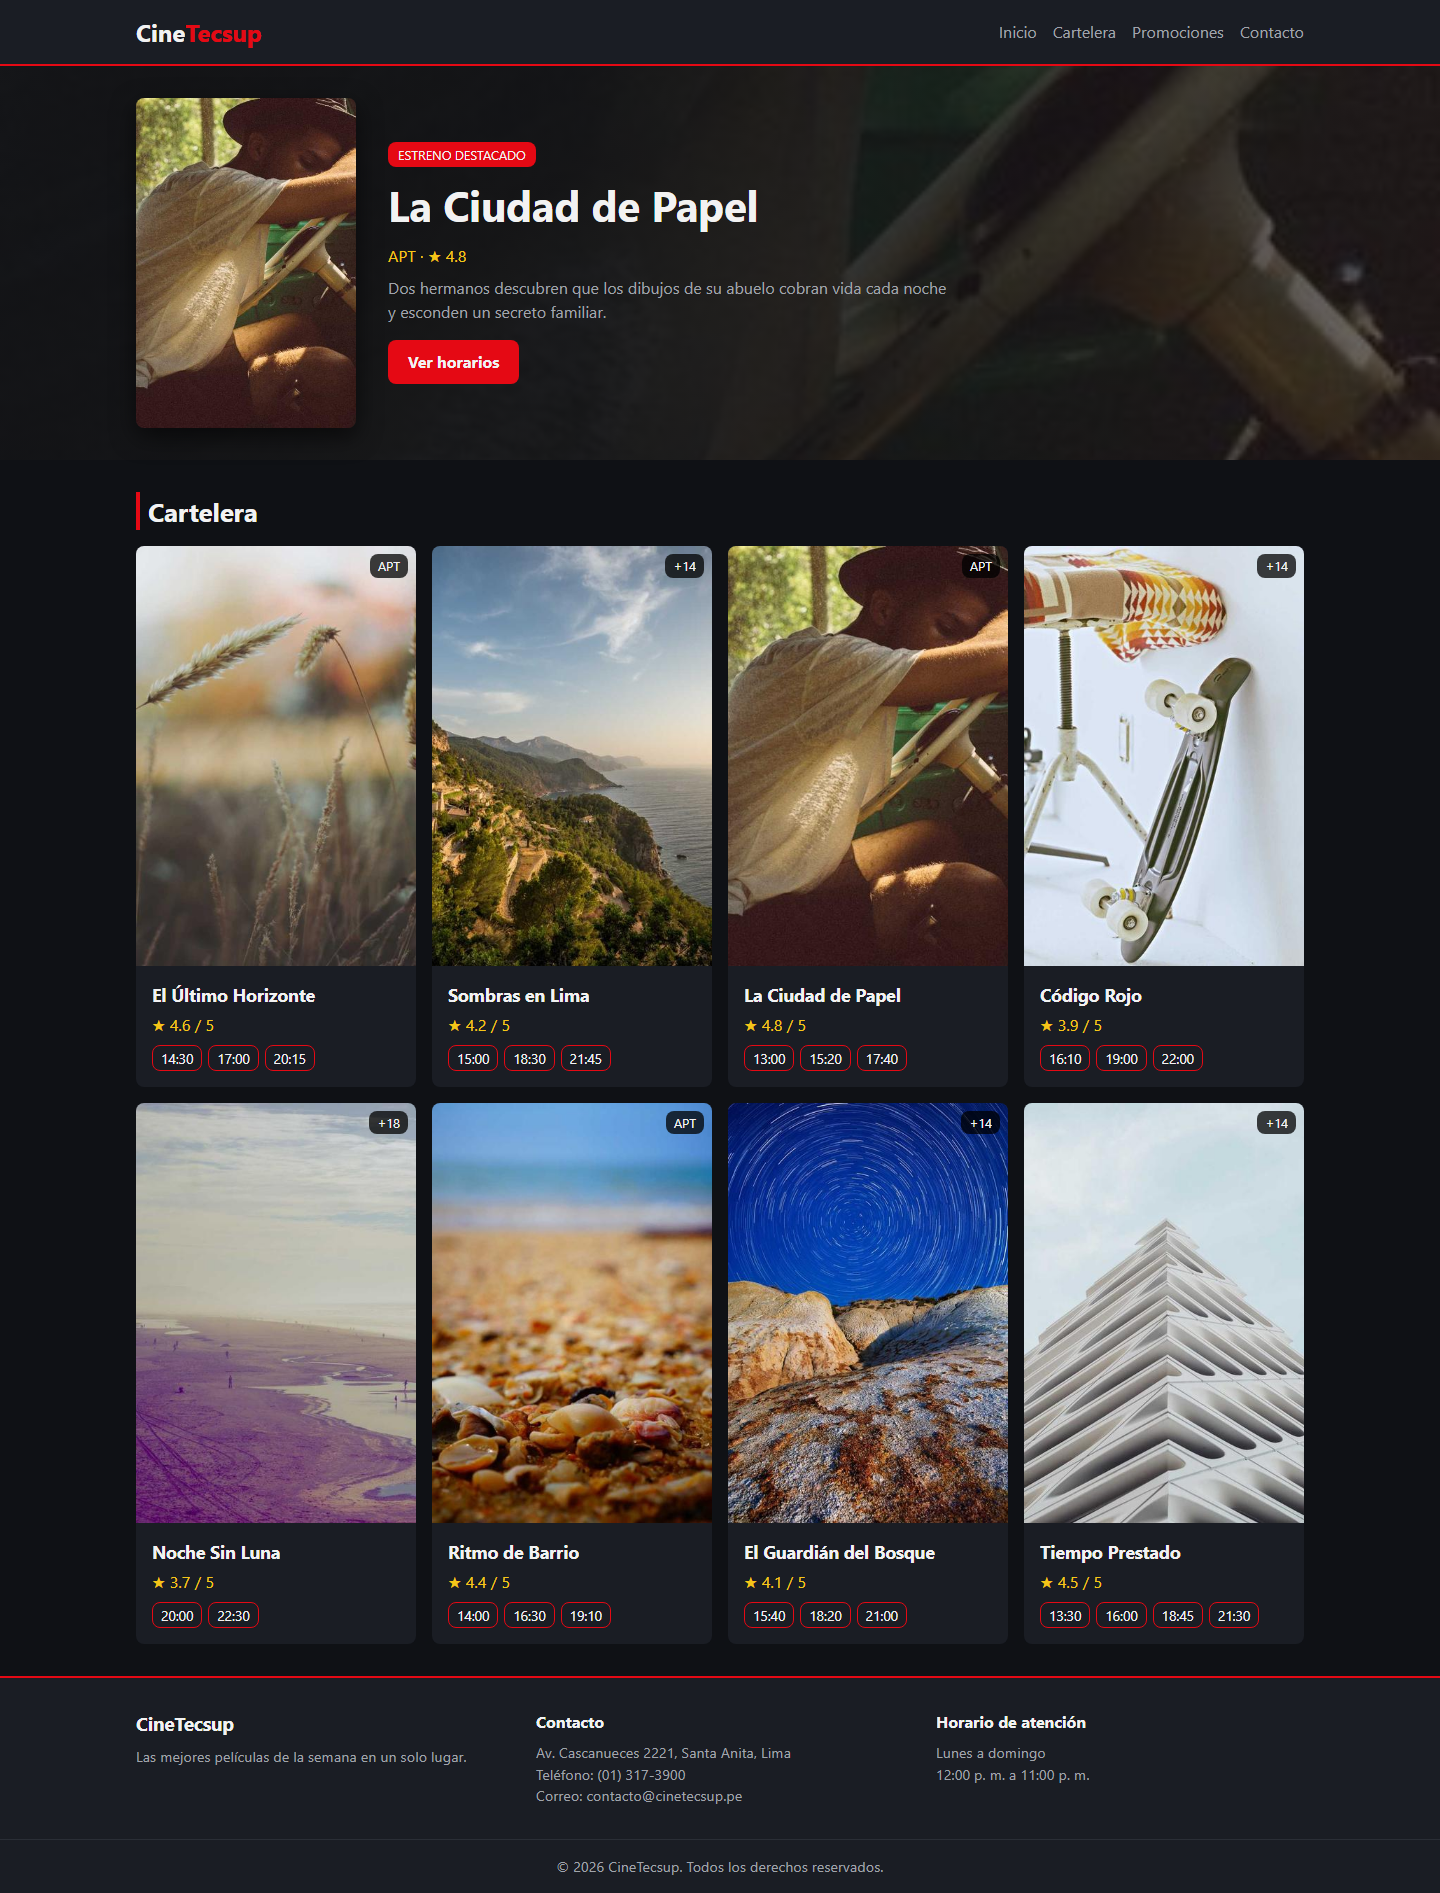 CineTecsup
Inicio Cartelera Promociones Contacto
ESTRENO DESTACADO
La Ciudad de Papel
APT · ★ 4.8
Dos hermanos descubren que los dibujos de su abuelo cobran vida cada noche
y esconden un secreto familiar.
Ver horarios
Cartelera
APT
El Último Horizonte
★ 4.6 / 5
14:30 17:00 20:15
+14
Sombras en Lima
★ 4.2 / 5
15:00 18:30 21:45
APT
La Ciudad de Papel
★ 4.8 / 5
13:00 15:20 17:40
+14
Código Rojo
★ 3.9 / 5
16:10 19:00 22:00
+18
Noche Sin Luna
★ 3.7 / 5
20:00 22:30
APT
Ritmo de Barrio
★ 4.4 / 5
14:00 16:30 19:10
+14
El Guardián del Bosque
★ 4.1 / 5
15:40 18:20 21:00
+14
Tiempo Prestado
★ 4.5 / 5
13:30 16:00 18:45 21:30
CineTecsup
Las mejores películas de la semana en un solo lugar.
Contacto
Av. Cascanueces 2221, Santa Anita, Lima
Teléfono: (01) 317-3900
Correo: contacto@cinetecsup.pe
Horario de atención
Lunes a domingo
12:00 p. m. a 11:00 p. m.
© 2026 CineTecsup. Todos los derechos reservados.